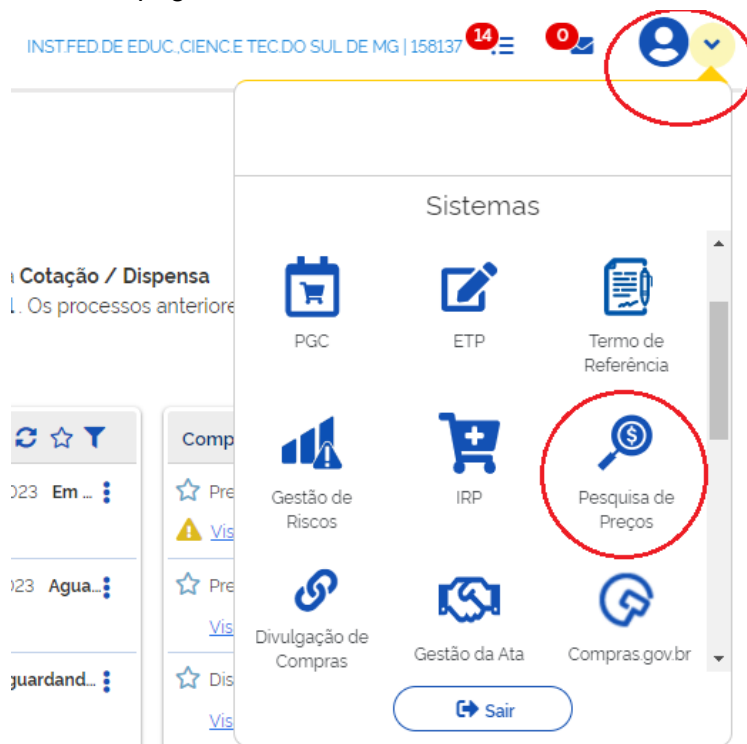 INST.FED.DE EDUC.,CIENC.E TEC.DO SUL DE MG | 158137 14 0
Sistemas
Cotação / Dispensa
. Os processos anteriore
PGC ETP Termo de
Referência
Comp
023 Em ... Pre
Vis
Gestão de IRP Pesquisa de
Riscos Preços
023 Agua... Pre
Vis
Divulgação de Gestão da Ata Compras.gov.br
Compras
guardand... Dis
Vis
Sair